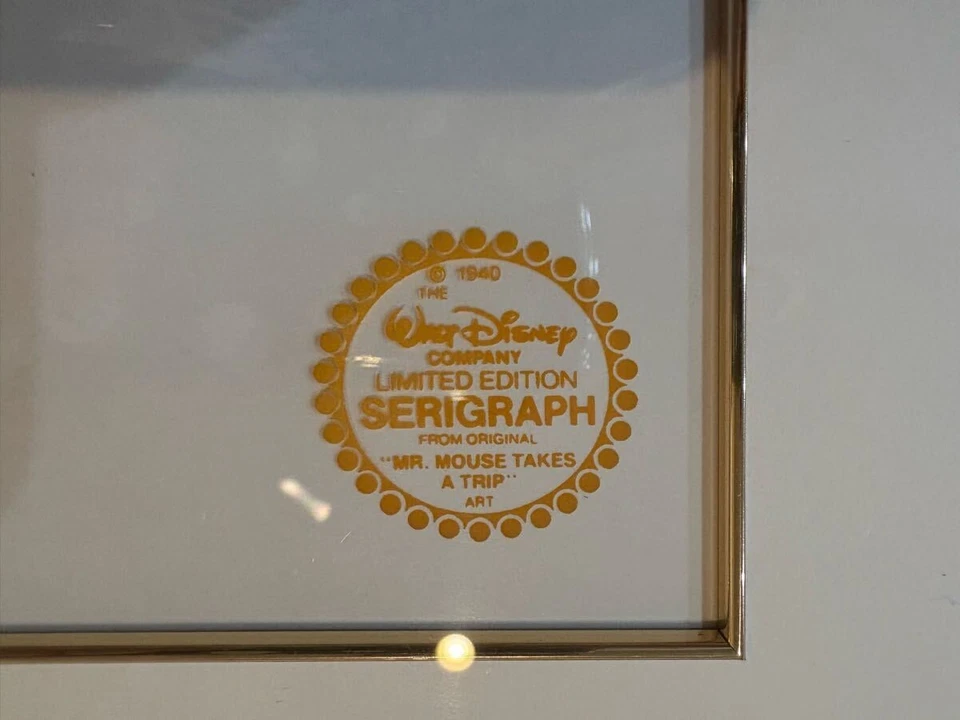 © 1940
THE
Walt Disney
COMPANY
LIMITED EDITION
SERIGRAPH
FROM ORIGINAL
"MR. MOUSE TAKES
A TRIP"
ART